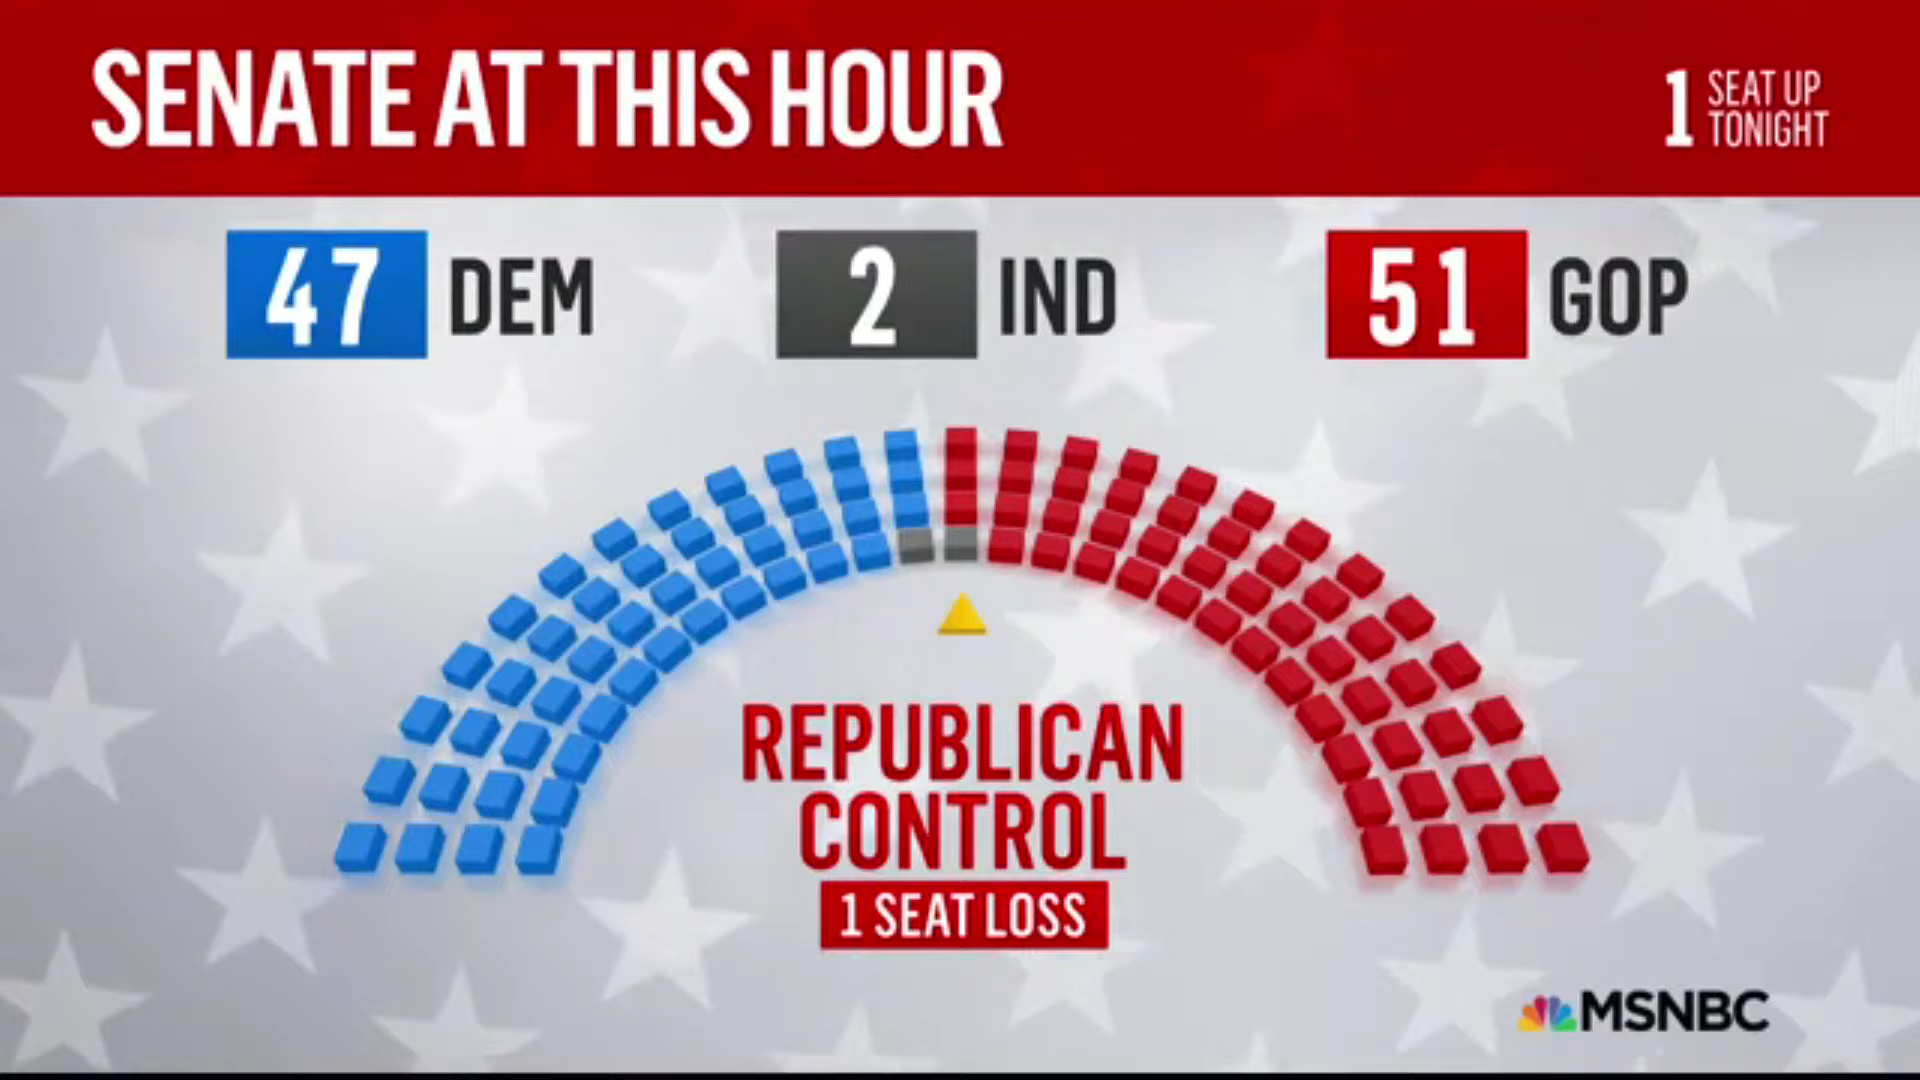 SENATE AT THIS HOUR
1 SEAT UP
TONIGHT
47 DEM
2 IND
51 GOP
REPUBLICAN
CONTROL
1 SEAT LOSS
MSNBC